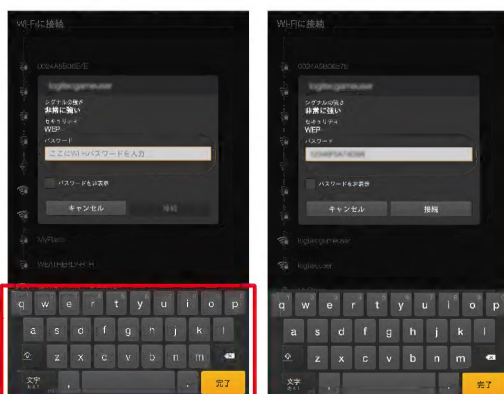 Wi-Fiに接続
logitecgameuser
シグナルの強さ
非常に強い
セキュリティ
WEP
パスワード
ここにWi-Fiパスワードを入力
パスワードを非表示
キャンセル 接続
q w e r t y u i o p
a s d f g h j k l
z x c v b n m
文字 , . 完了
Wi-Fiに接続
logitecgameuser
シグナルの強さ
非常に強い
セキュリティ
WEP
パスワード
パスワードを非表示
キャンセル 接続
logitecgameuser
logitecuser
q w e r t y u i o p
a s d f g h j k l
z x c v b n m
文字 , . 完了